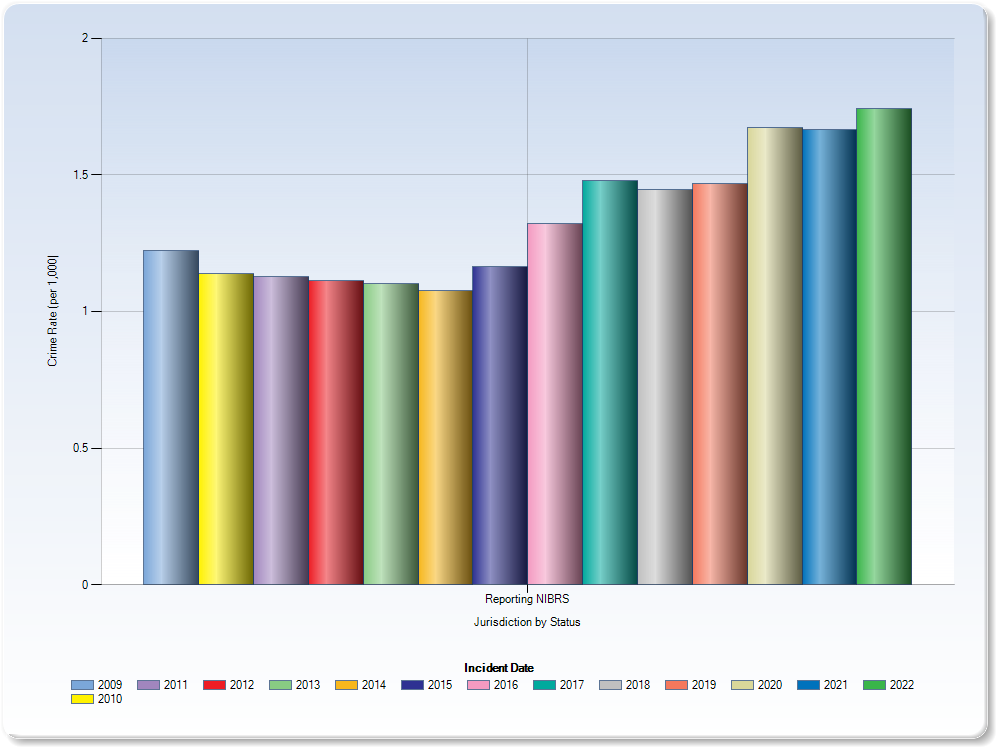 2
1.5
1
0.5
0
Crime Rate (per 1,000)
Reporting NIBRS
Jurisdiction by Status
Incident Date
2009 2011 2012 2013 2014 2015 2016 2017 2018 2019 2020 2021 2022
2010